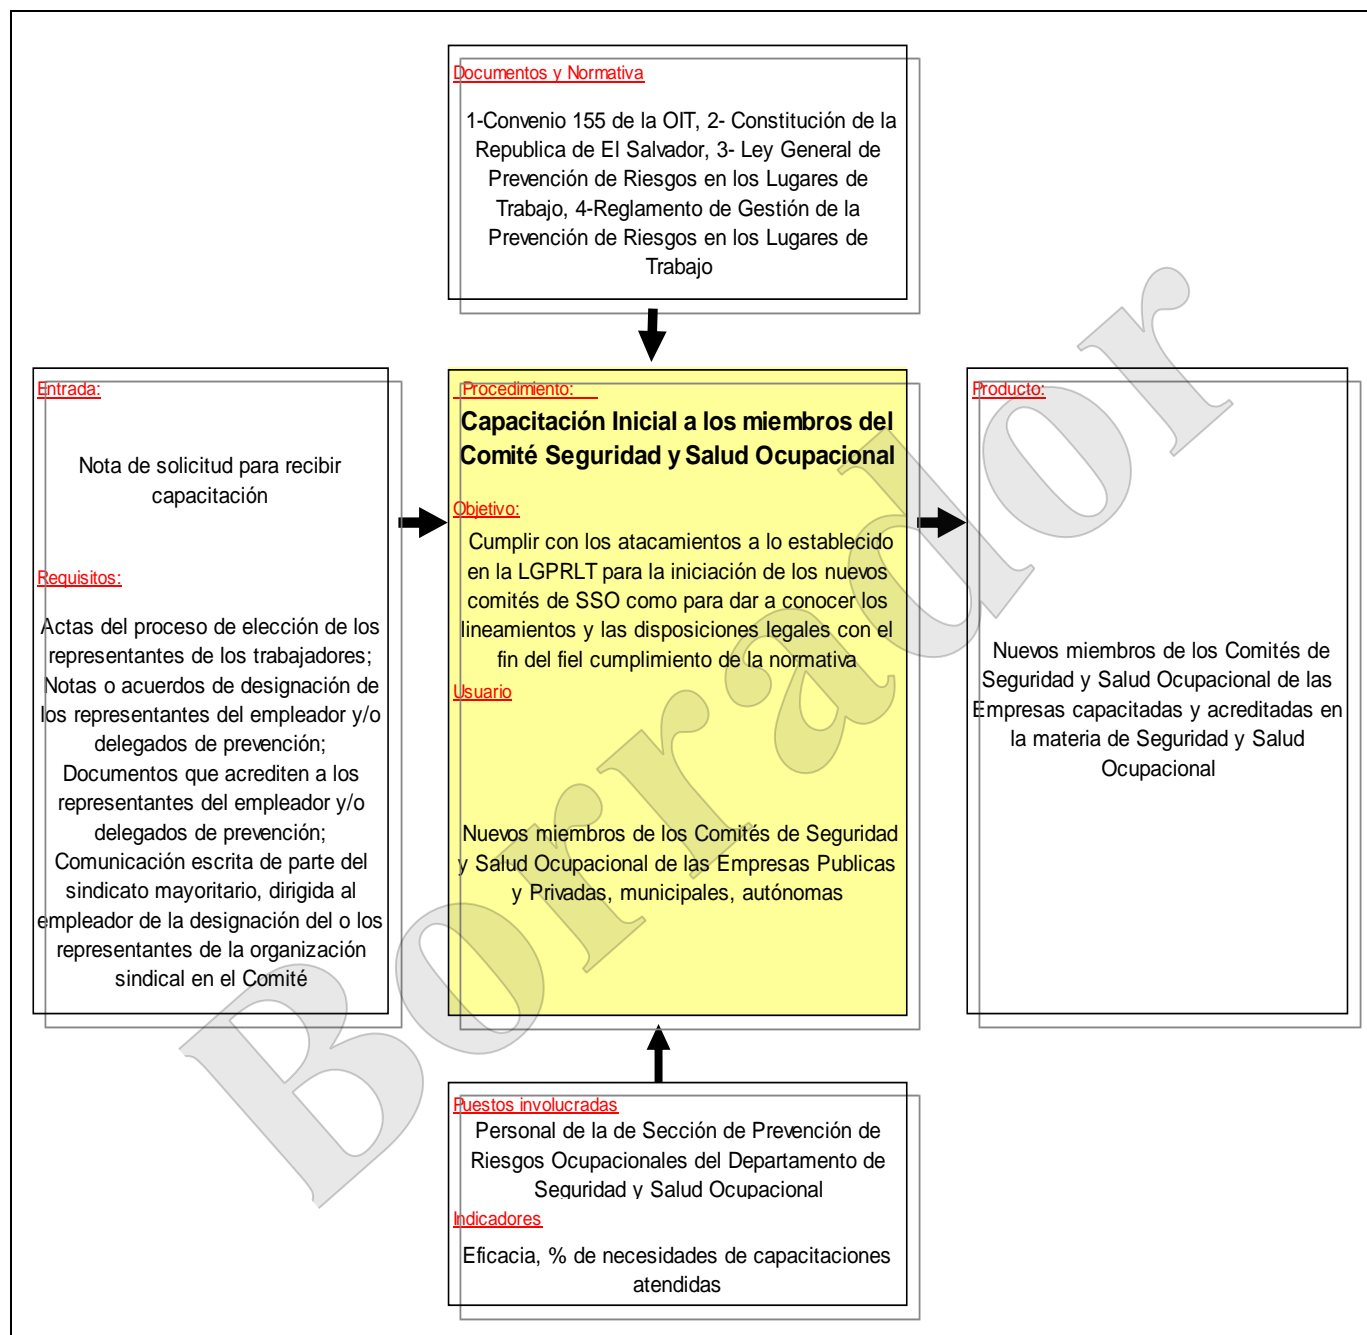 Documentos y Normativa
1-Convenio 155 de la OIT, 2- Constitución de la
Republica de El Salvador, 3- Ley General de
Prevención de Riesgos en los Lugares de
Trabajo, 4-Reglamento de Gestión de la
Prevención de Riesgos en los Lugares de
Trabajo
Entrada:
Nota de solicitud para recibir
capacitación
Requisitos:
Actas del proceso de elección de los
representantes de los trabajadores;
Notas o acuerdos de designación de
los representantes del empleador y/o
delegados de prevención;
Documentos que acrediten a los
representantes del empleador y/o
delegados de prevención;
Comunicación escrita de parte del
sindicato mayoritario, dirigida al
empleador de la designación del o los
representantes de la organización
sindical en el Comité
Procedimiento:
Capacitación Inicial a los miembros del
Comité Seguridad y Salud Ocupacional
Objetivo:
Cumplir con los atacamientos a lo establecido
en la LGPRLT para la iniciación de los nuevos
comités de SSO como para dar a conocer los
lineamientos y las disposiciones legales con el
fin del fiel cumplimiento de la normativa
Usuario
Nuevos miembros de los Comités de Seguridad
y Salud Ocupacional de las Empresas Publicas
y Privadas, municipales, autónomas
Producto:
Nuevos miembros de los Comités de
Seguridad y Salud Ocupacional de las
Empresas capacitadas y acreditadas en
la materia de Seguridad y Salud
Ocupacional
Puestos involucradas
Personal de la de Sección de Prevención de
Riesgos Ocupacionales del Departamento de
Seguridad y Salud Ocupacional
Indicadores
Eficacia, % de necesidades de capacitaciones
atendidas
Borrador